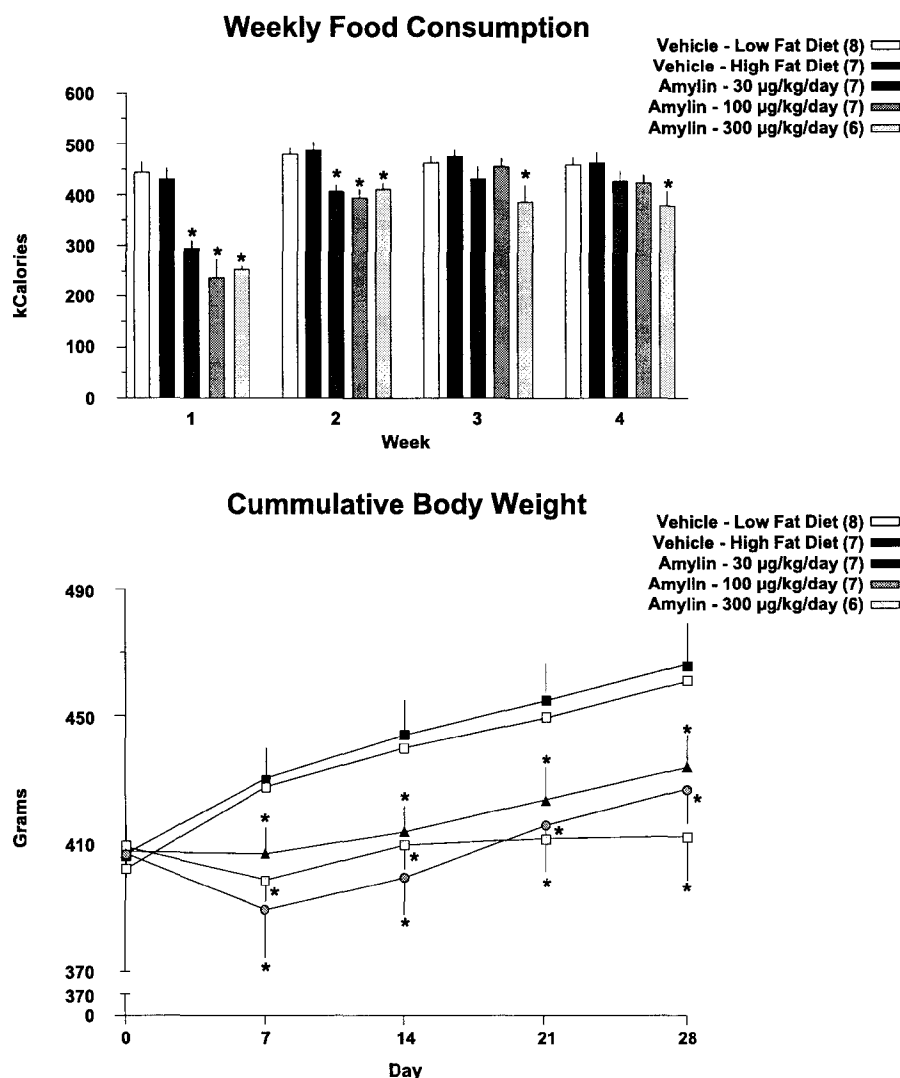 Weekly Food Consumption
Vehicle - Low Fat Diet (8)
Vehicle - High Fat Diet (7)
Amylin - 30 µg/kg/day (7)
Amylin - 100 µg/kg/day (7)
Amylin - 300 µg/kg/day (6)
600
500
400
300
200
100
0
kCalories
* * *
* * *
*
*
1 2 3 4
Week
Cummulative Body Weight
Vehicle - Low Fat Diet (8)
Vehicle - High Fat Diet (7)
Amylin - 30 µg/kg/day (7)
Amylin - 100 µg/kg/day (7)
Amylin - 300 µg/kg/day (6)
490
450
410
370
370
0
Grams
* * * *
* * * *
* * * *
0 7 14 21 28
Day